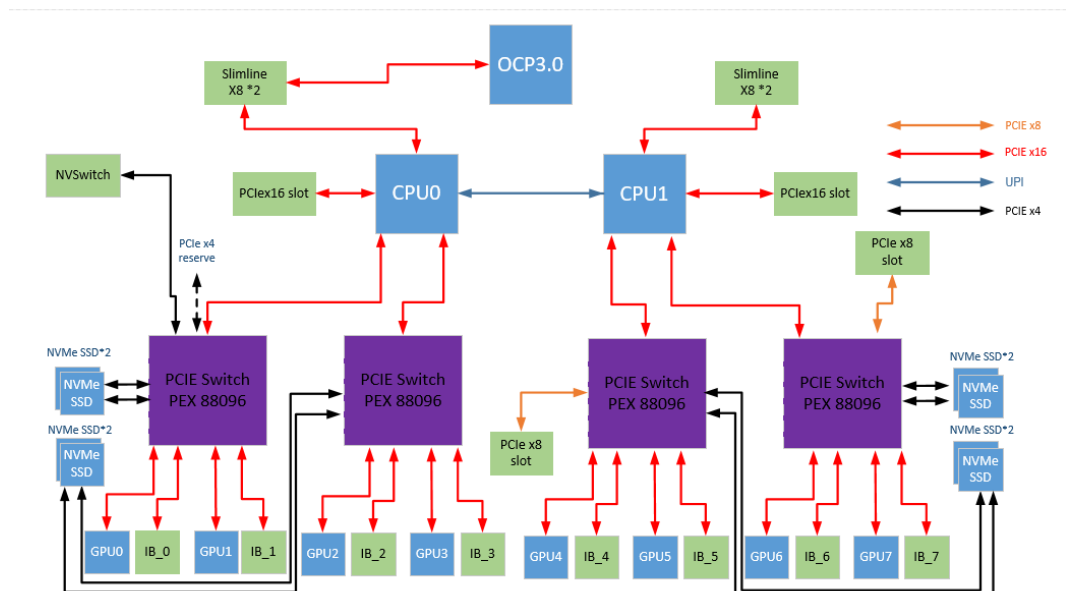 OCP3.0
Slimline
X8 *2
Slimline
X8 *2
PCIE x8
PCIE x16
UPI
PCIE x4
NVSwitch
PCIex16 slot
CPU0
CPU1
PCIex16 slot
PCIe x4
reserve
PCIe x8
slot
NVMe SSD*2
NVMe
SSD
NVMe SSD*2
NVMe
SSD
PCIE Switch
PEX 88096
PCIE Switch
PEX 88096
PCIE Switch
PEX 88096
PCIE Switch
PEX 88096
NVMe SSD*2
NVMe
SSD
NVMe SSD*2
NVMe
SSD
PCIe x8
slot
GPU0
IB_0
GPU1
IB_1
GPU2
IB_2
GPU3
IB_3
GPU4
IB_4
GPU5
IB_5
GPU6
IB_6
GPU7
IB_7